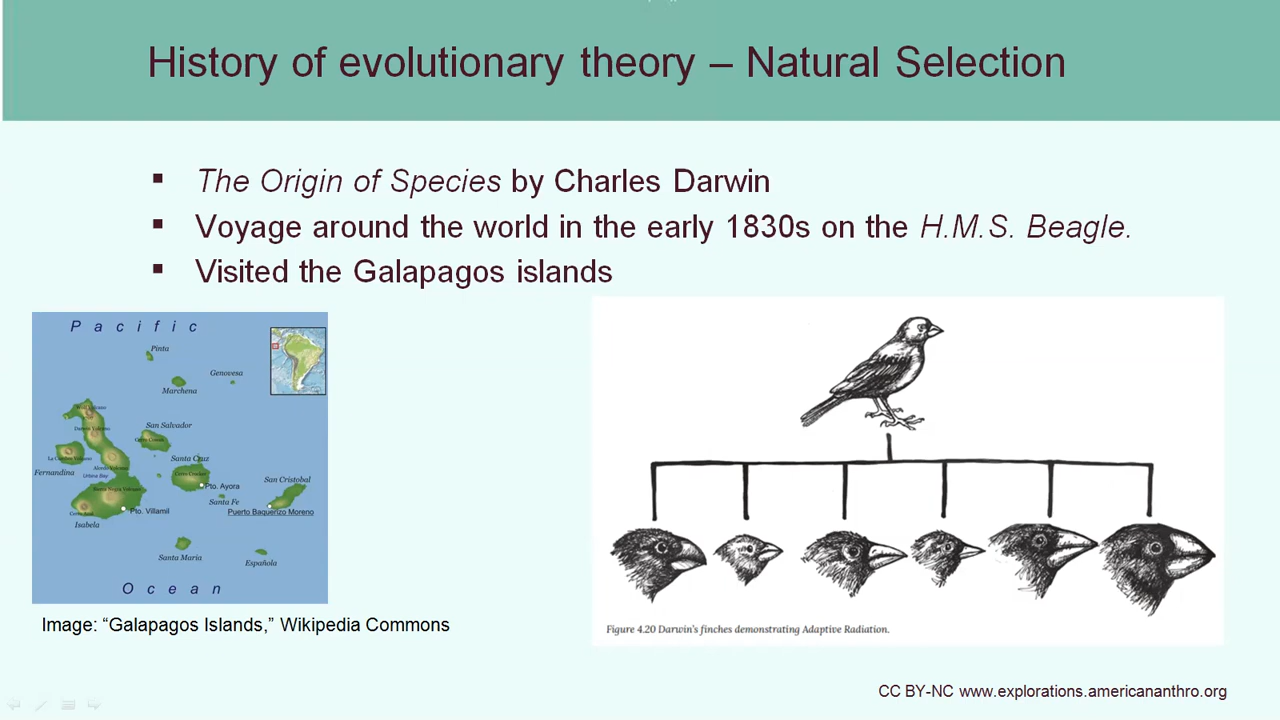 History of evolutionary theory – Natural Selection
▪ The Origin of Species by Charles Darwin
▪ Voyage around the world in the early 1830s on the H.M.S. Beagle.
▪ Visited the Galapagos islands
Pacific
Pinta
Genovesa
Marchena
San Salvador
Santa Cruz
Fernandina
San Cristobal
Pto. Ayora
Santa Fe
Pto. Villamil
Puerto Baquerizo Moreno
Isabela
Santa Maria
Española
Ocean
Image: “Galapagos Islands,” Wikipedia Commons
Figure 4.20 Darwin's finches demonstrating Adaptive Radiation.
CC BY-NC www.explorations.americananthro.org